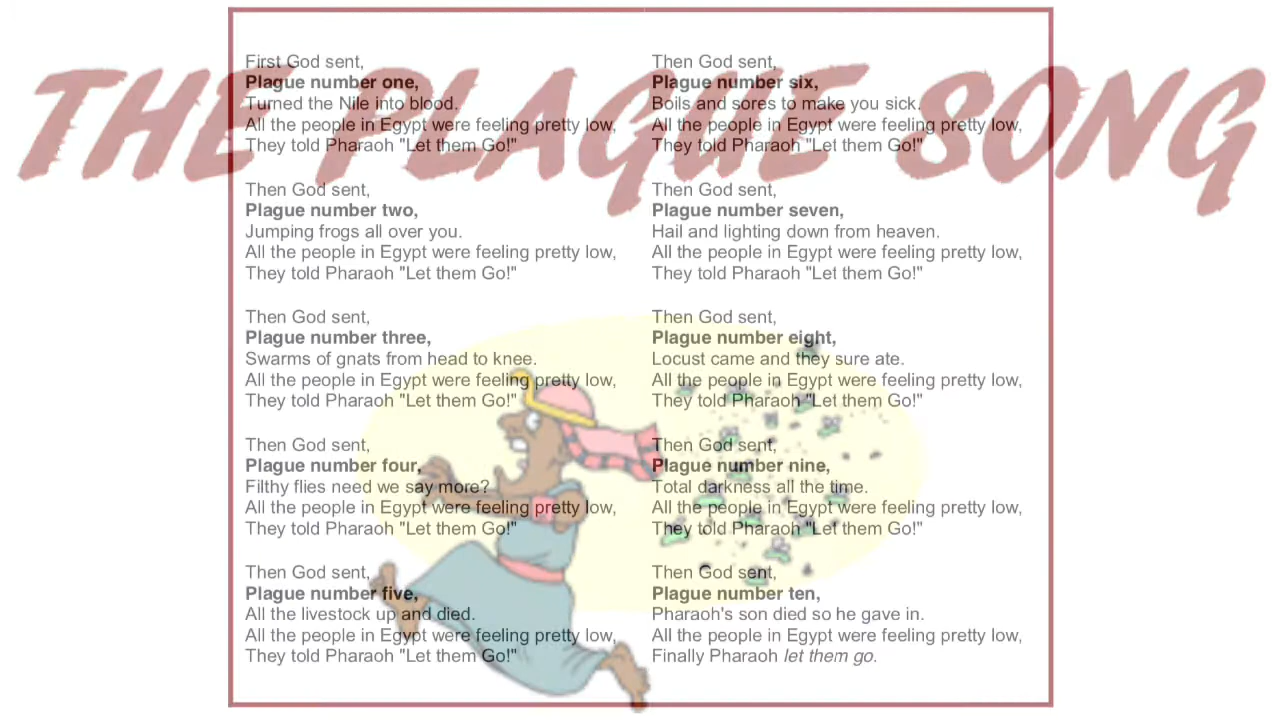 THE PLAGUE SONG
First God sent,
Plague number one,
Turned the Nile into blood.
All the people in Egypt were feeling pretty low,
They told Pharaoh "Let them Go!"
Then God sent,
Plague number two,
Jumping frogs all over you.
All the people in Egypt were feeling pretty low,
They told Pharaoh "Let them Go!"
Then God sent,
Plague number three,
Swarms of gnats from head to knee.
All the people in Egypt were feeling pretty low,
They told Pharaoh "Let them Go!"
Then God sent,
Plague number four,
Filthy flies need we say more?
All the people in Egypt were feeling pretty low,
They told Pharaoh "Let them Go!"
Then God sent,
Plague number five,
All the livestock up and died.
All the people in Egypt were feeling pretty low,
They told Pharaoh "Let them Go!"
Then God sent,
Plague number six,
Boils and sores to make you sick.
All the people in Egypt were feeling pretty low,
They told Pharaoh "Let them Go!"
Then God sent,
Plague number seven,
Hail and lighting down from heaven.
All the people in Egypt were feeling pretty low,
They told Pharaoh "Let them Go!"
Then God sent,
Plague number eight,
Locust came and they sure ate.
All the people in Egypt were feeling pretty low,
They told Pharaoh "Let them Go!"
Then God sent,
Plague number nine,
Total darkness all the time.
All the people in Egypt were feeling pretty low,
They told Pharaoh "Let them Go!"
Then God sent,
Plague number ten,
Pharaoh's son died so he gave in.
All the people in Egypt were feeling pretty low,
Finally Pharaoh let them go.